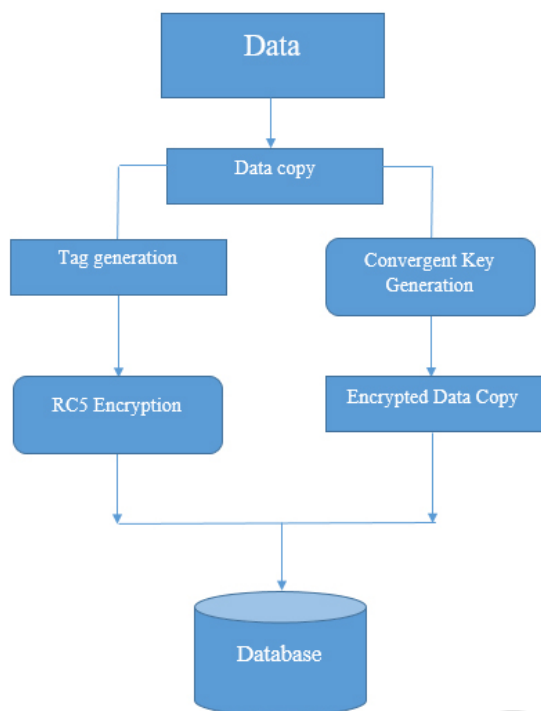 Data
Data copy
Tag generation
Convergent Key
Generation
RC5 Encryption
Encrypted Data Copy
Database